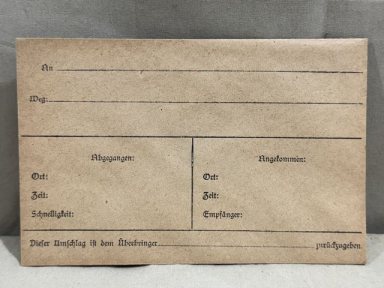 An
Weg:
Abgegangen:
Ort:
Zeit:
Schnelligkeit:
Angekommen:
Ort:
Zeit:
Empfänger:
Dieser Umschlag ist dem Überbringer zurückzugeben